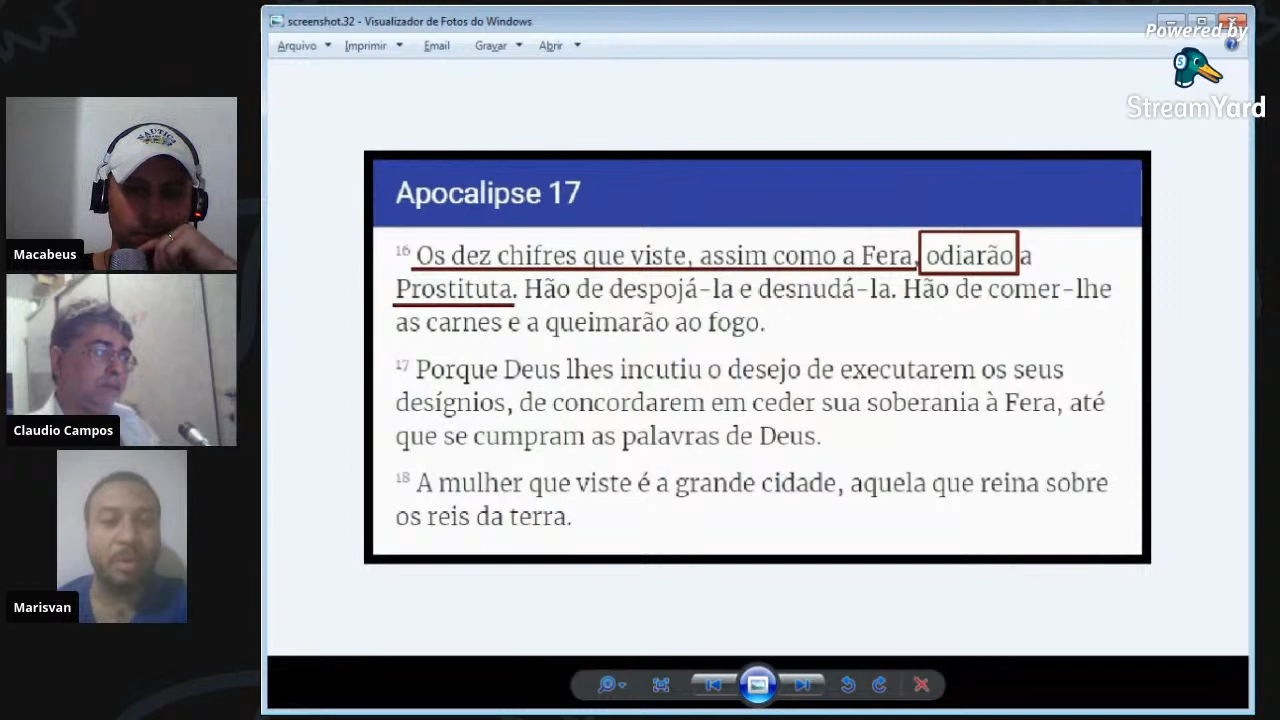 screenshot.32 - Visualizador de Fotos do Windows
Arquivo Imprimir Email Gravar Abrir
Powered by
StreamYard
NAUTICA
Macabeus
Claudio Campos
Marisvan
Apocalipse 17
16 Os dez chifres que viste, assim como a Fera, odiarão a
Prostituta. Hão de despojá-la e desnudá-la. Hão de comer-lhe
as carnes e a queimarão ao fogo.
17 Porque Deus lhes incutiu o desejo de executarem os seus
desígnios, de concordarem em ceder sua soberania à Fera, até
que se cumpram as palavras de Deus.
18 A mulher que viste é a grande cidade, aquela que reina sobre
os reis da terra.